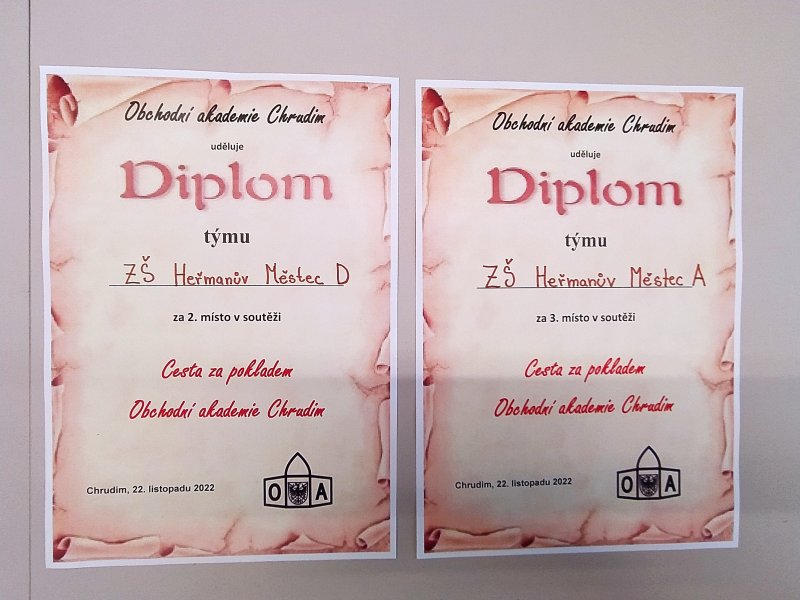 Obchodní akademie Chrudim
uděluje
Diplom
týmu
ZŠ Heřmanův Městec D
za 2. místo v soutěži
Cesta za pokladem
Obchodní akademie Chrudim
Chrudim, 22. listopadu 2022
O A
Obchodní akademie Chrudim
uděluje
Diplom
týmu
ZŠ Heřmanův Městec A
za 3. místo v soutěži
Cesta za pokladem
Obchodní akademie Chrudim
Chrudim, 22. listopadu 2022
O A